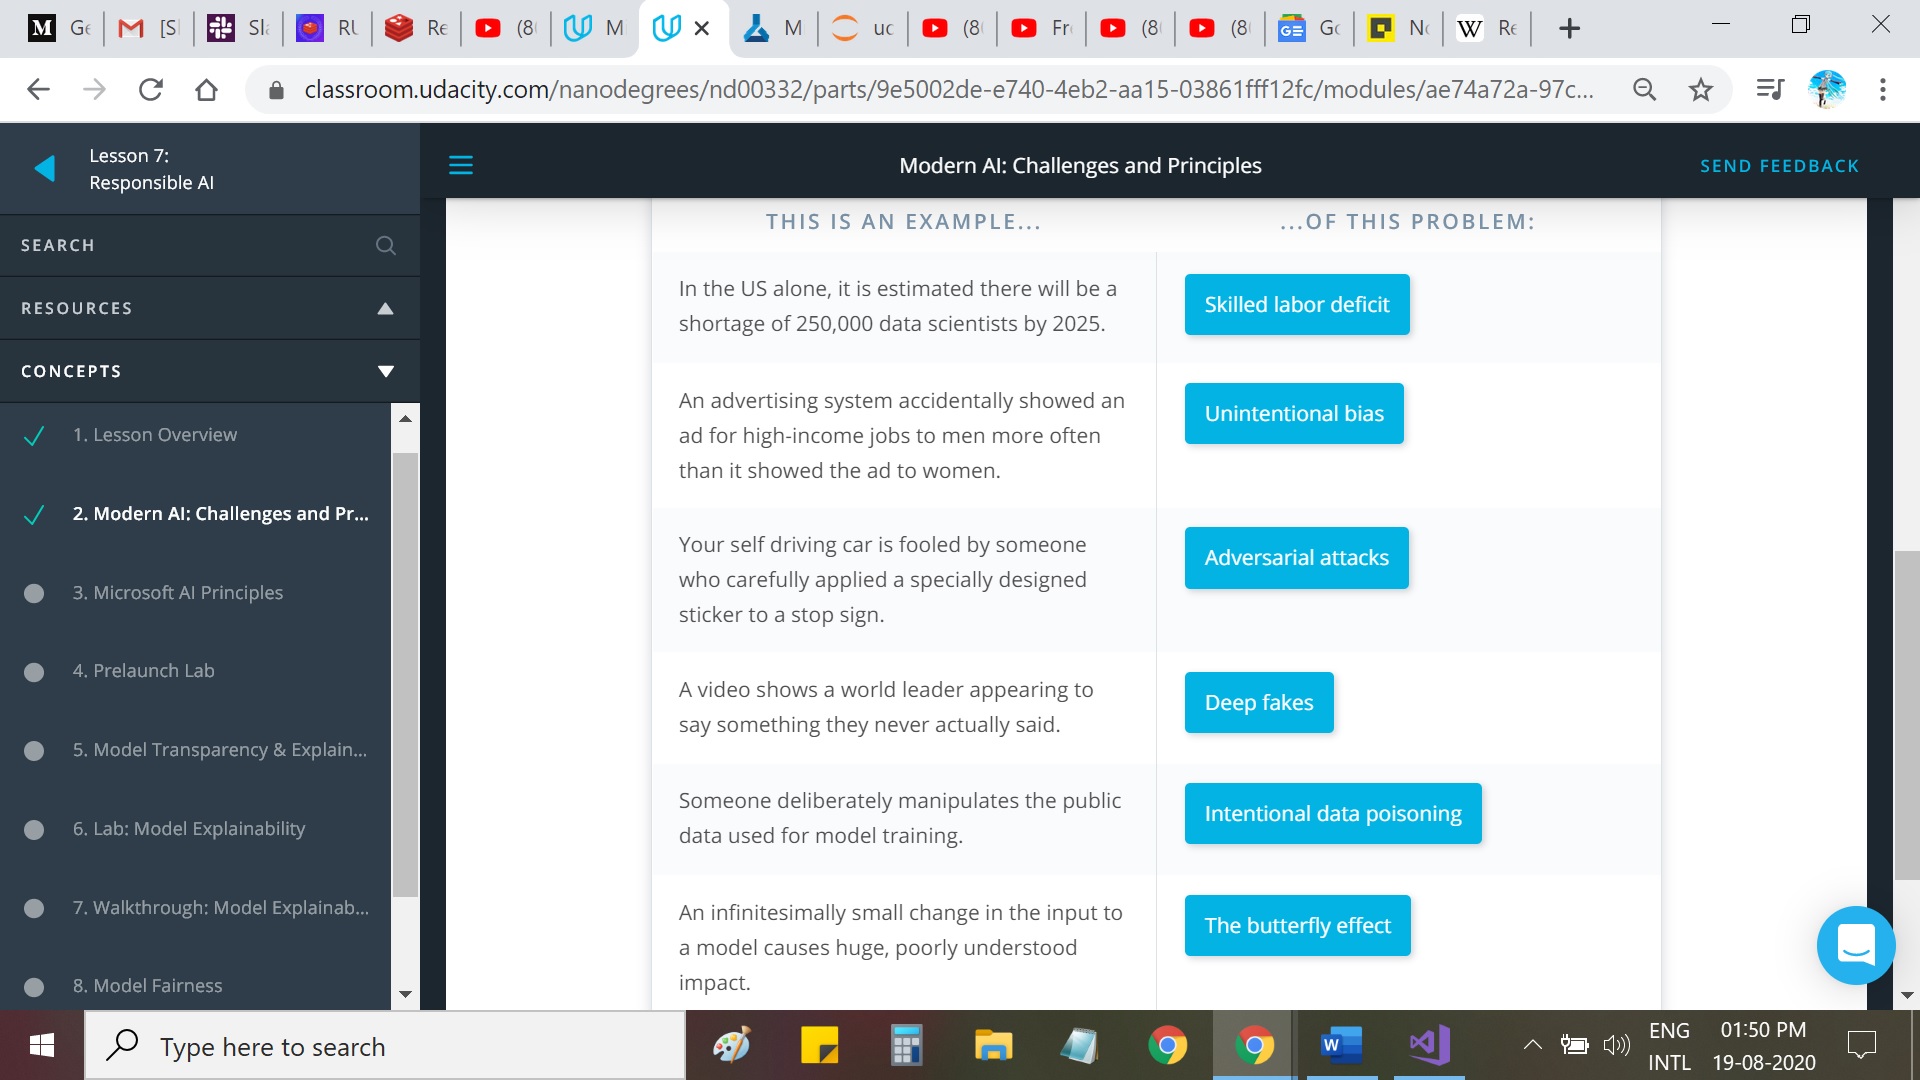 M G [S Sl RU Re (8 M M uc (8 Fr (8 (8 GE G N W Re
classroom.udacity.com/nanodegrees/nd00332/parts/9e5002de-e740-4eb2-aa15-03861fff12fc/modules/ae74a72a-97c...
Lesson 7:
Responsible AI
Modern AI: Challenges and Principles
SEND FEEDBACK
SEARCH
RESOURCES
CONCEPTS
1. Lesson Overview
2. Modern AI: Challenges and Pr...
3. Microsoft AI Principles
4. Prelaunch Lab
5. Model Transparency & Explain...
6. Lab: Model Explainability
7. Walkthrough: Model Explainab...
8. Model Fairness
THIS IS AN EXAMPLE...
...OF THIS PROBLEM:
In the US alone, it is estimated there will be a
shortage of 250,000 data scientists by 2025.
Skilled labor deficit
An advertising system accidentally showed an
ad for high-income jobs to men more often
than it showed the ad to women.
Unintentional bias
Your self driving car is fooled by someone
who carefully applied a specially designed
sticker to a stop sign.
Adversarial attacks
A video shows a world leader appearing to
say something they never actually said.
Deep fakes
Someone deliberately manipulates the public
data used for model training.
Intentional data poisoning
An infinitesimally small change in the input to
a model causes huge, poorly understood
impact.
The butterfly effect
Type here to search
W
ENG
INTL
01:50 PM
19-08-2020